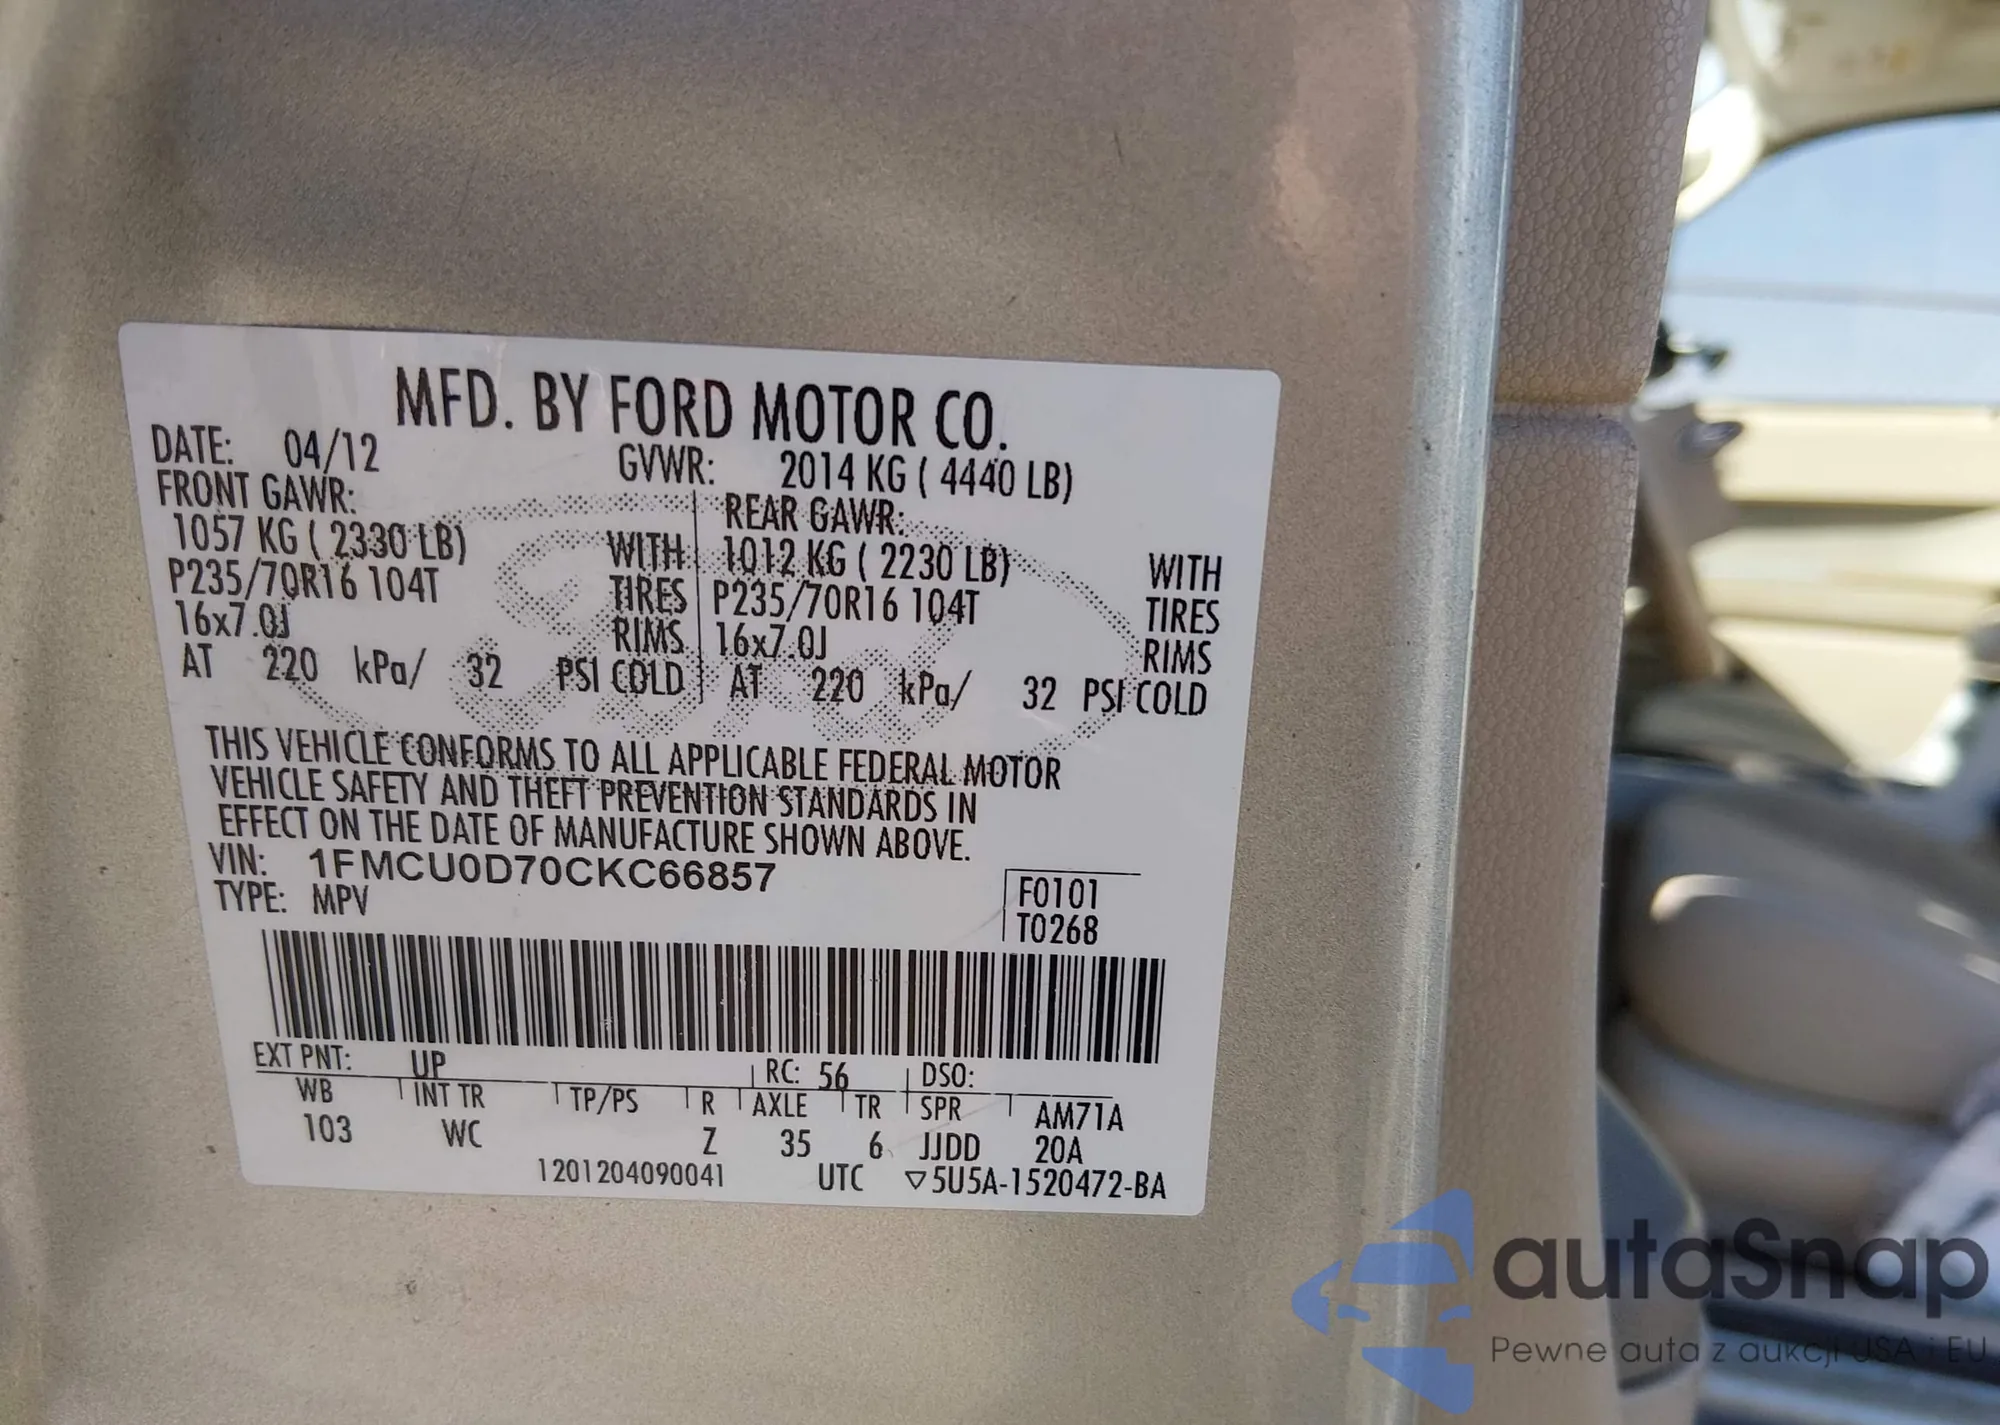 MFD. BY FORD MOTOR CO.
DATE: 04/12 GVWR: 2014 KG ( 4440 LB)
FRONT GAWR: REAR GAWR:
1057 KG ( 2330 LB) WITH 1012 KG ( 2230 LB) WITH
P235/70R16 104T TIRES P235/70R16 104T TIRES
16x7.0J RIMS 16x7.0J RIMS
AT 220 kPa/ 32 PSI COLD AT 220 kPa/ 32 PSI COLD
THIS VEHICLE CONFORMS TO ALL APPLICABLE FEDERAL MOTOR
VEHICLE SAFETY AND THEFT PREVENTION STANDARDS IN
EFFECT ON THE DATE OF MANUFACTURE SHOWN ABOVE.
VIN: 1FMCU0D70CKC66857
TYPE: MPV
F0101
T0268
EXT PNT: UP RC: 56 DSO:
WB INT TR TP/PS R AXLE TR SPR AM71A
103 WC Z 35 6 JJDD 20A
1201204090041 UTC ▽5U5A-1520472-BA
autaSnap
Pewne auta z aukcji USA i EU